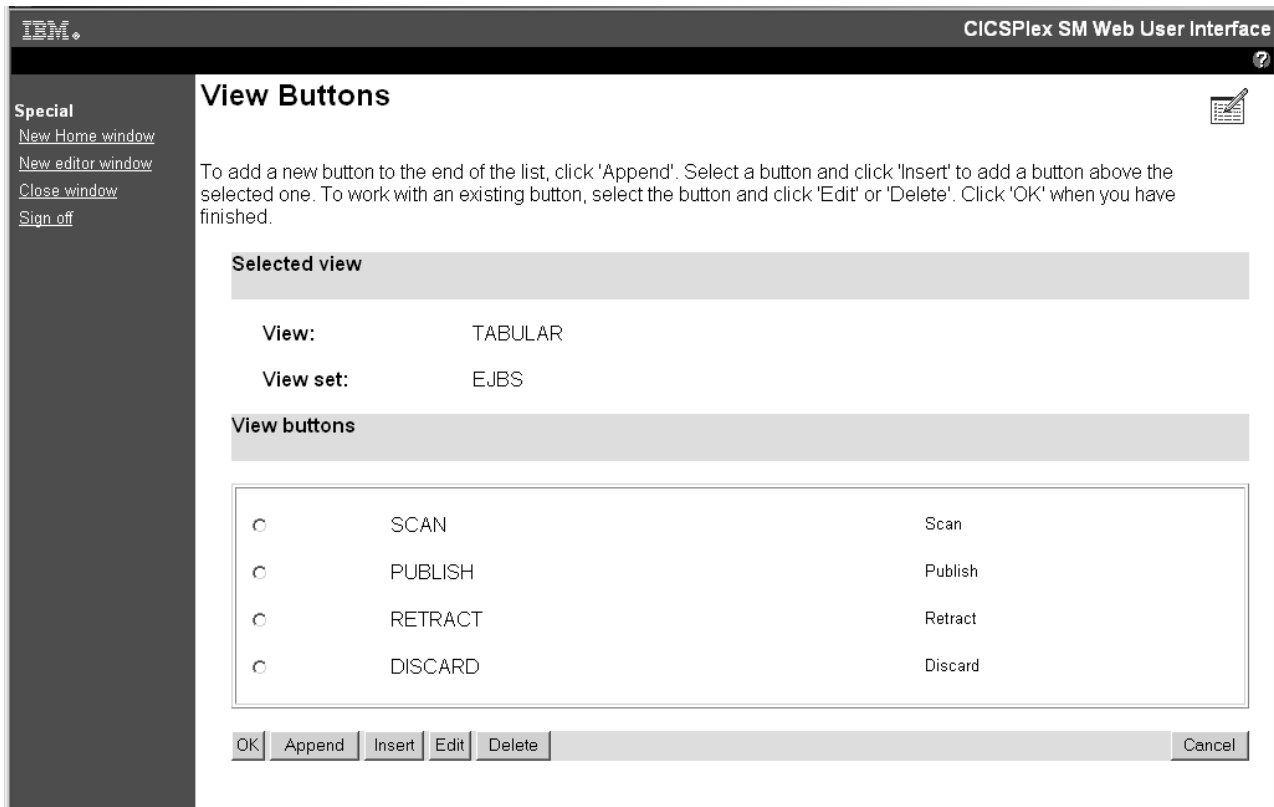 IBM.
CICSPlex SM Web User Interface
?
Special
New Home window
New editor window
Close window
Sign off
View Buttons
To add a new button to the end of the list, click 'Append'. Select a button and click 'Insert' to add a button above the
selected one. To work with an existing button, select the button and click 'Edit' or 'Delete'. Click 'OK' when you have
finished.
Selected view
View: TABULAR
View set: EJBS
View buttons
SCAN Scan
PUBLISH Publish
RETRACT Retract
DISCARD Discard
OK Append Insert Edit Delete Cancel